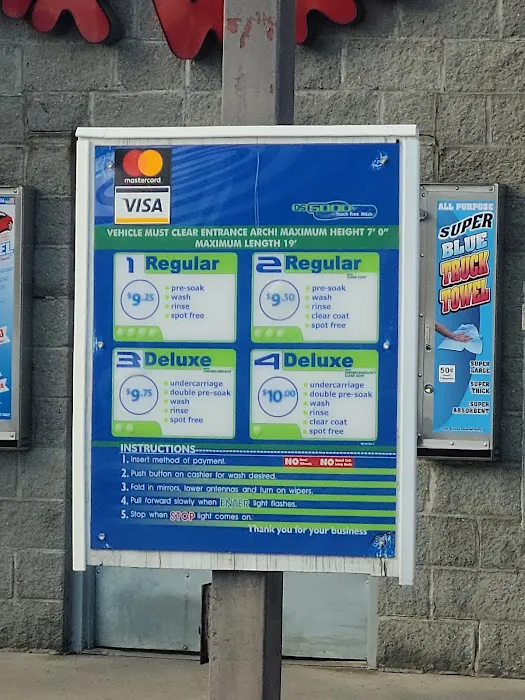 mastercard
VISA
D5 6000
Touch Free Wash
VEHICLE MUST CLEAR ENTRANCE ARCH! MAXIMUM HEIGHT 7' 0"
MAXIMUM LENGTH 19'
1 Regular
$9.25
• pre-soak
• wash
• rinse
• spot free
2 Regular
$9.50
• pre-soak
• wash
• rinse
• clear coat
• spot free
3 Deluxe
$9.75
• undercarriage
• double pre-soak
• wash
• rinse
• spot free
4 Deluxe
$10.00
• undercarriage
• double pre-soak
• wash
• rinse
• clear coat
• spot free
INSTRUCTIONS
NO NO
1. Insert method of payment.
2. Push button on cashier for wash desired.
3. Fold in mirrors, lower antennas and turn on wipers.
4. Pull forward slowly when ENTER light flashes.
5. Stop when STOP light comes on.
Thank you for your business
ALL PURPOSE
SUPER
BLUE
TRUCK
TOWEL
50¢
SUPER
LARGE
SUPER
THICK
SUPER
ABSORBENT